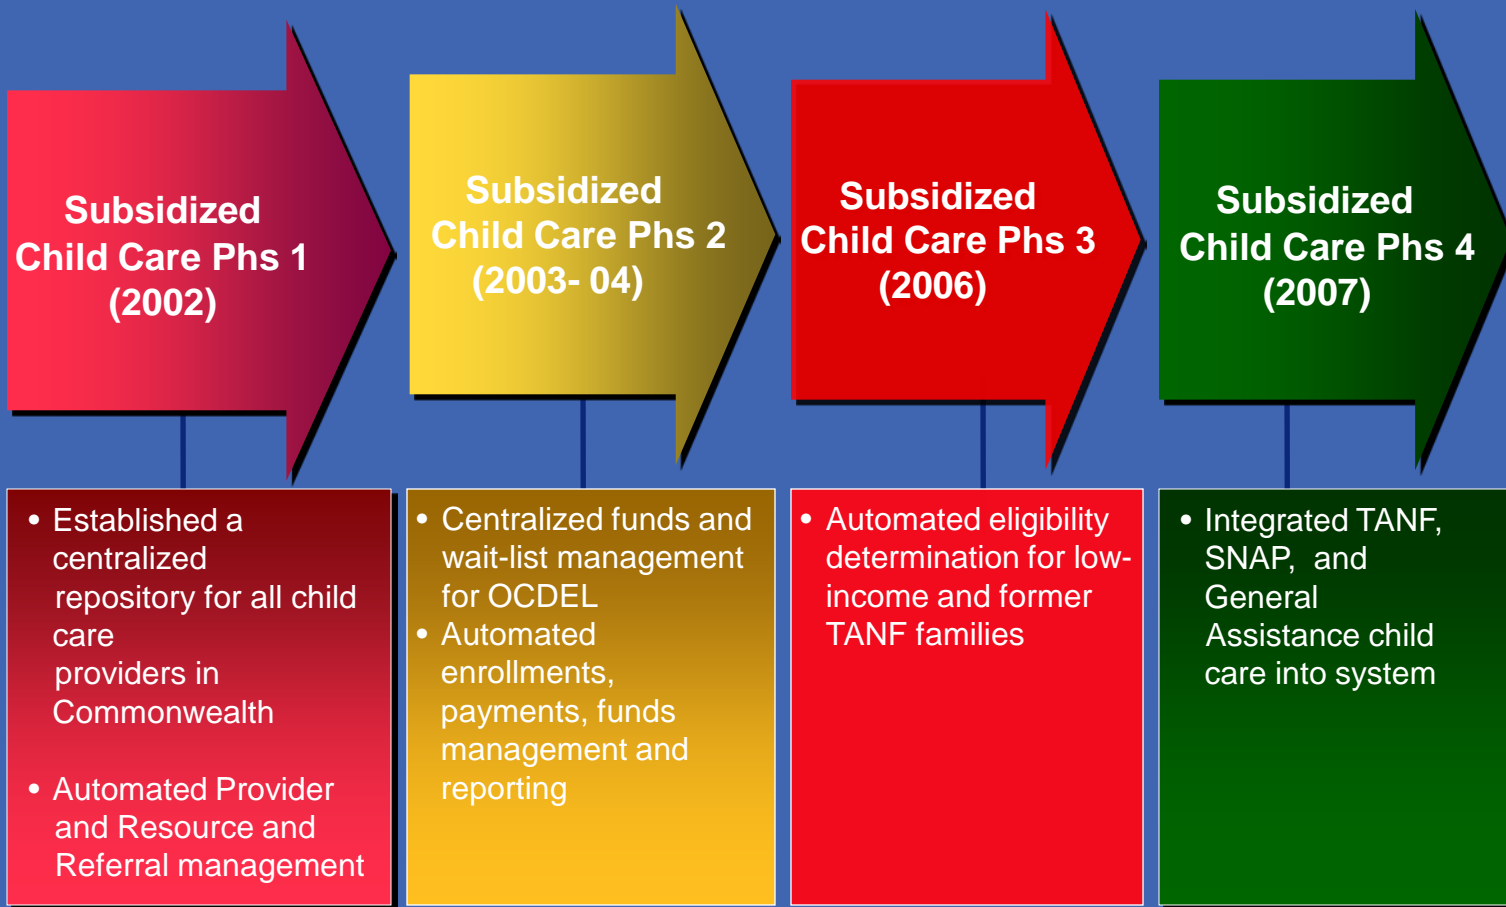 Subsidized
Child Care Phs 1
(2002)
Subsidized
Child Care Phs 2
(2003- 04)
Subsidized
Child Care Phs 3
(2006)
Subsidized
Child Care Phs 4
(2007)
• Established a
centralized
repository for all child
care
providers in
Commonwealth
• Automated Provider
and Resource and
Referral management
• Centralized funds and
wait-list management
for OCDEL
• Automated
enrollments,
payments, funds
management and
reporting
• Automated eligibility
determination for low-
income and former
TANF families
• Integrated TANF,
SNAP, and
General
Assistance child
care into system